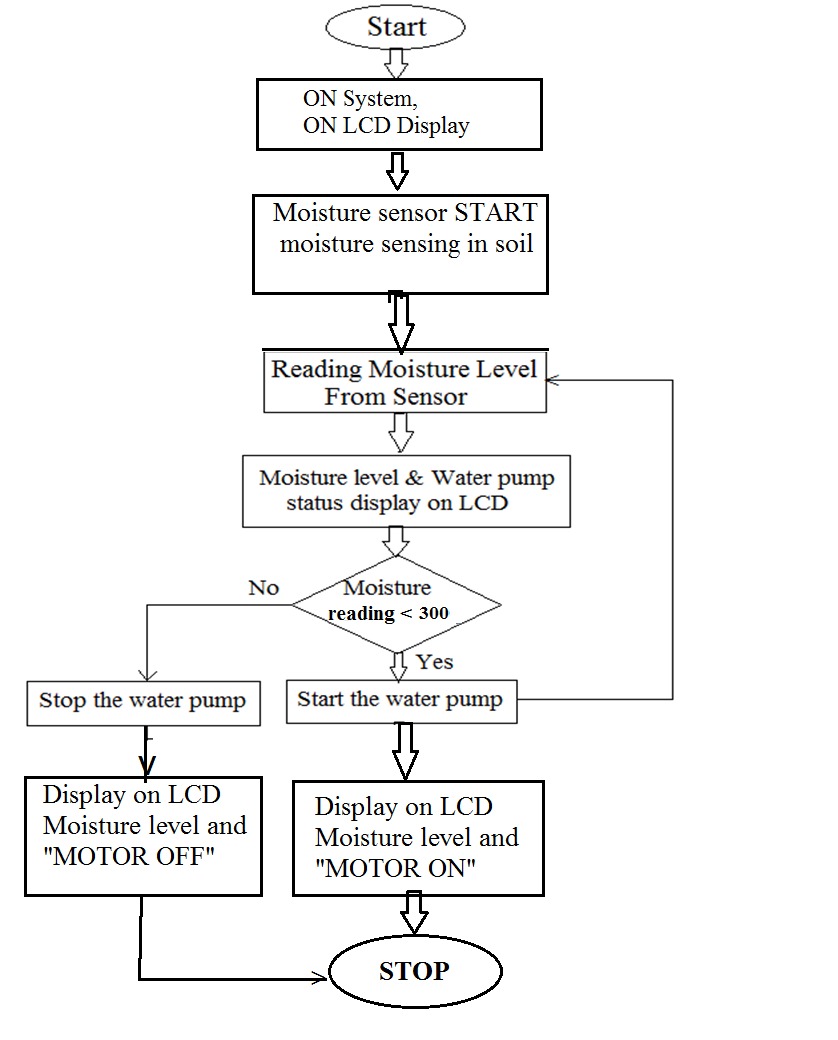 Start
ON System,
ON LCD Display
Moisture sensor START
moisture sensing in soil
Reading Moisture Level
From Sensor
Moisture level & Water pump
status display on LCD
No
Moisture
reading < 300
Yes
Stop the water pump
Start the water pump
Display on LCD
Moisture level and
"MOTOR OFF"
Display on LCD
Moisture level and
"MOTOR ON"
STOP